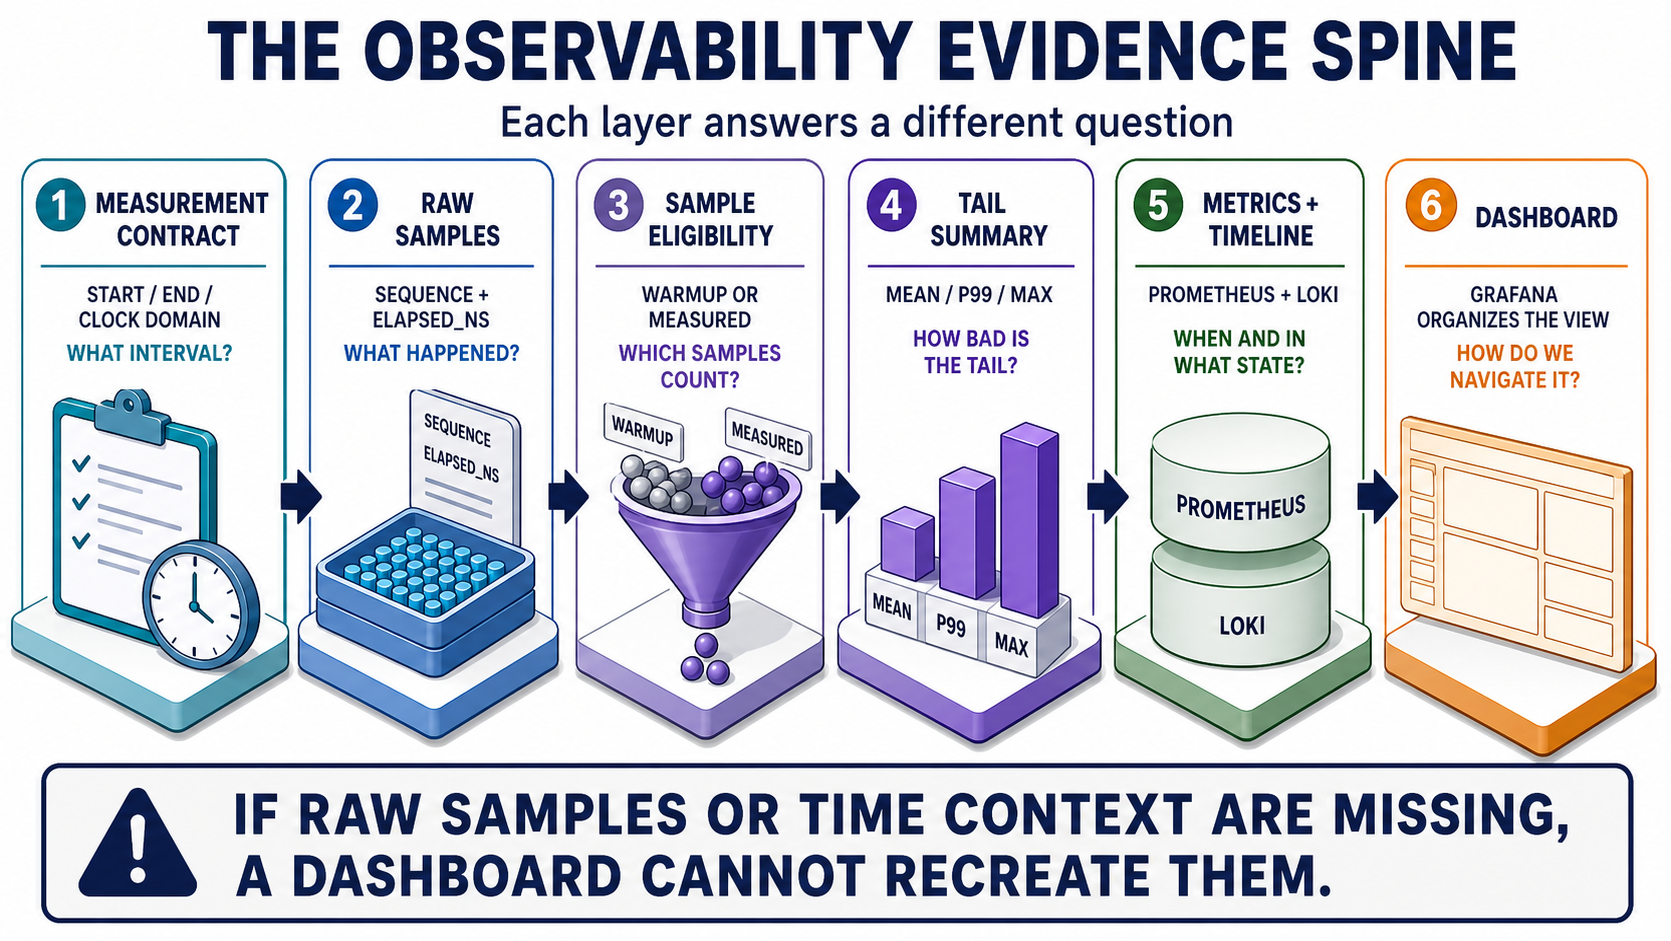 THE OBSERVABILITY EVIDENCE SPINE
Each layer answers a different question
1
MEASUREMENT
CONTRACT
START / END /
CLOCK DOMAIN
WHAT INTERVAL?
2
RAW
SAMPLES
SEQUENCE +
ELAPSED_NS
WHAT HAPPENED?
SEQUENCE
ELAPSED_NS
3
SAMPLE
ELIGIBILITY
WARMUP OR
MEASURED
WHICH SAMPLES
COUNT?
WARMUP
MEASURED
4
TAIL
SUMMARY
MEAN / P99 / MAX
HOW BAD IS
THE TAIL?
MEAN
P99
MAX
5
METRICS +
TIMELINE
PROMETHEUS + LOKI
WHEN AND IN
WHAT STATE?
PROMETHEUS
LOKI
6
DASHBOARD
GRAFANA
ORGANIZES THE VIEW
HOW DO WE
NAVIGATE IT?
IF RAW SAMPLES OR TIME CONTEXT ARE MISSING,
A DASHBOARD CANNOT RECREATE THEM.